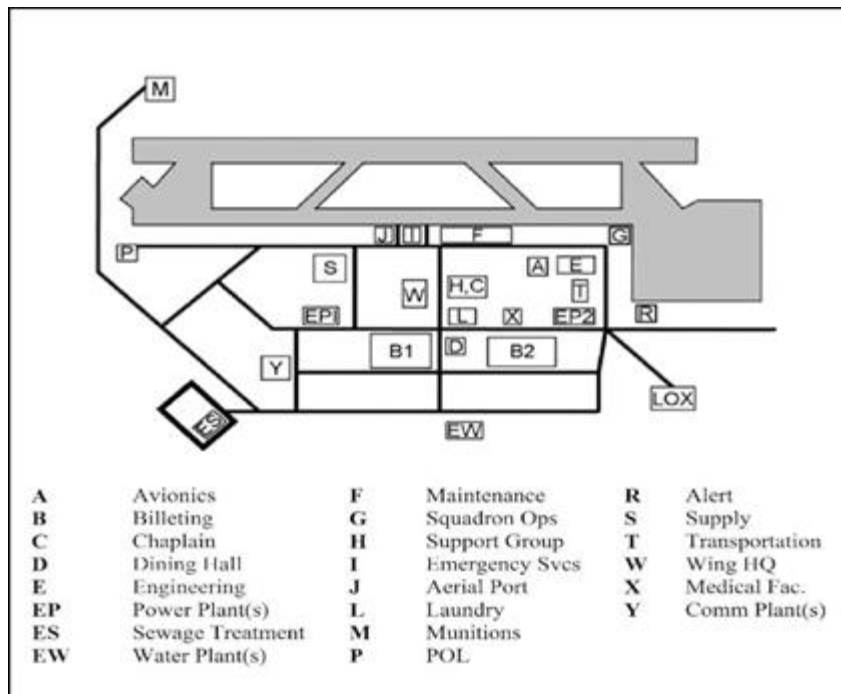 M
J I F G
P
S A E
H,C T
W
EP1 L X EP2 R
B1 D B2
Y
LOX
ES
EW
A Avionics F Maintenance R Alert
B Billeting G Squadron Ops S Supply
C Chaplain H Support Group T Transportation
D Dining Hall I Emergency Svcs W Wing HQ
E Engineering J Aerial Port X Medical Fac.
EP Power Plant(s) L Laundry Y Comm Plant(s)
ES Sewage Treatment M Munitions
EW Water Plant(s) P POL